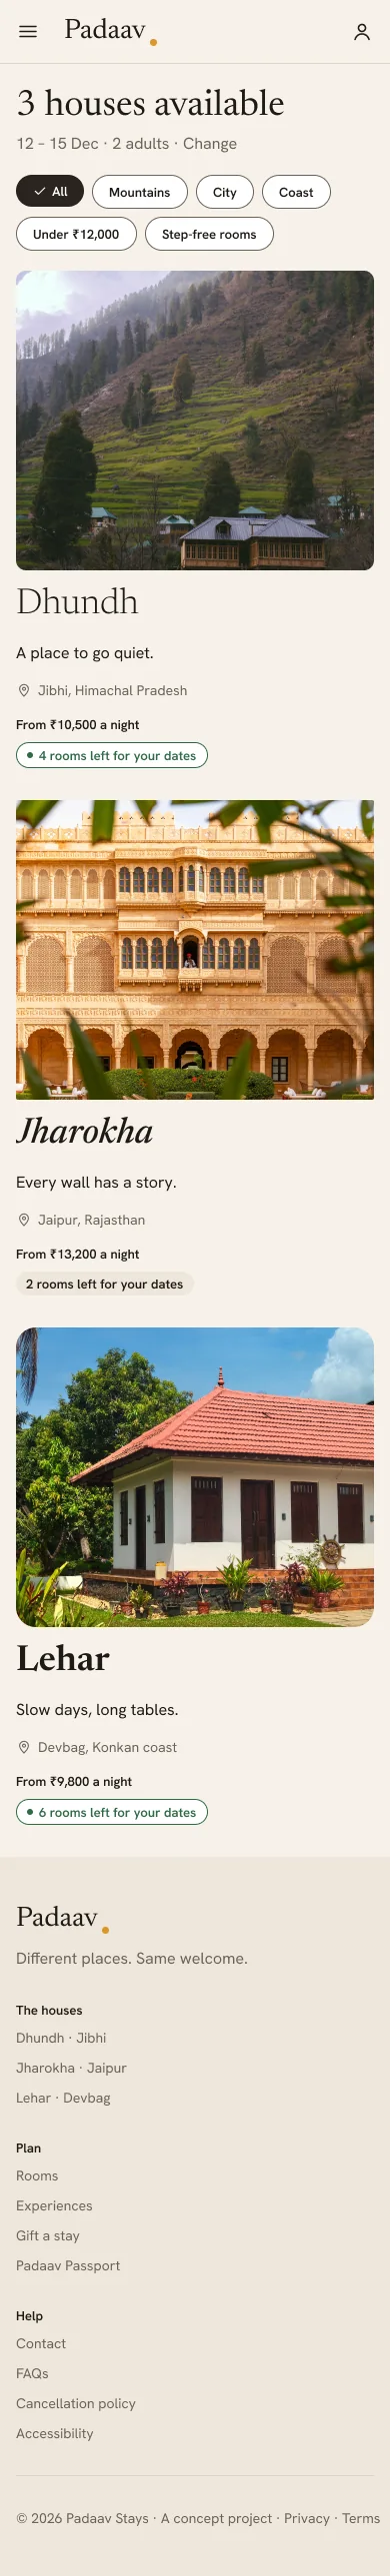 Padaav
3 houses available
12 – 15 Dec · 2 adults · Change
All
Mountains
City
Coast
Under ₹12,000
Step-free rooms
Dhundh
A place to go quiet.
Jibhi, Himachal Pradesh
From ₹10,500 a night
4 rooms left for your dates
Jharokha
Every wall has a story.
Jaipur, Rajasthan
From ₹13,200 a night
2 rooms left for your dates
Lehar
Slow days, long tables.
Devbag, Konkan coast
From ₹9,800 a night
6 rooms left for your dates
Padaav
Different places. Same welcome.
The houses
Dhundh · Jibhi
Jharokha · Jaipur
Lehar · Devbag
Plan
Rooms
Experiences
Gift a stay
Padaav Passport
Help
Contact
FAQs
Cancellation policy
Accessibility
© 2026 Padaav Stays · A concept project · Privacy · Terms